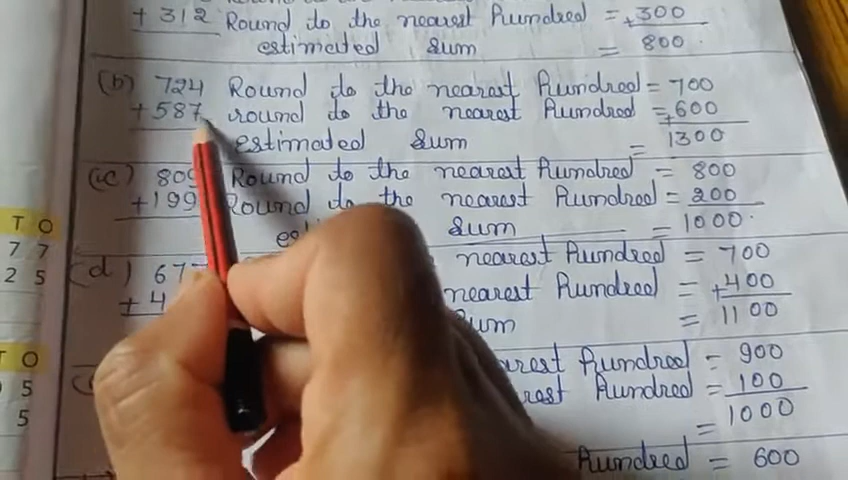 + 312 Round to the nearest Hundred = +300
estimated sum = 800
(b) 724 Round to the nearest Hundred = 700
+587 round to the nearest Hundred = +600
estimated sum = 1300
(c) 809 Round to the nearest Hundred = 800
+199 Round to the nearest Hundred = 200
sum = 1000
T O
7 7
2 5
(d) 677 nearest Hundred = 700
+ 4 nearest Hundred = +400
sum = 1100
T O
5
5
Hundred = 900
Hundred = 100
= 1000
Hundred = 600